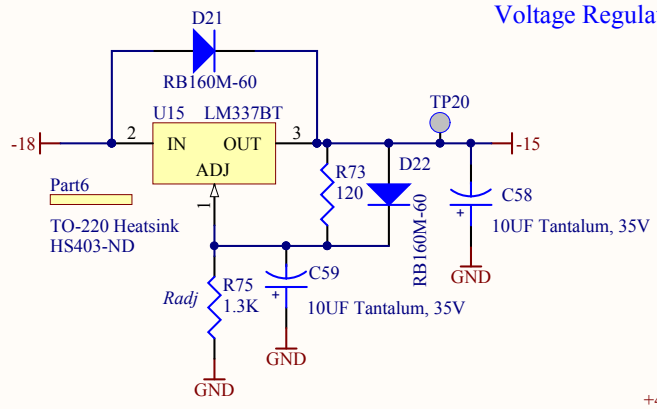 Voltage Regula
D21
RB160M-60
U15 LM337BT
TP20
-18
2
IN
OUT
3
-15
ADJ
1
R73
120
D22
RB160M-60
C58
+
10UF Tantalum, 35V
GND
Part6
TO-220 Heatsink
HS403-ND
Radj
R75
1.3K
C59
+
10UF Tantalum, 35V
GND
GND
+4